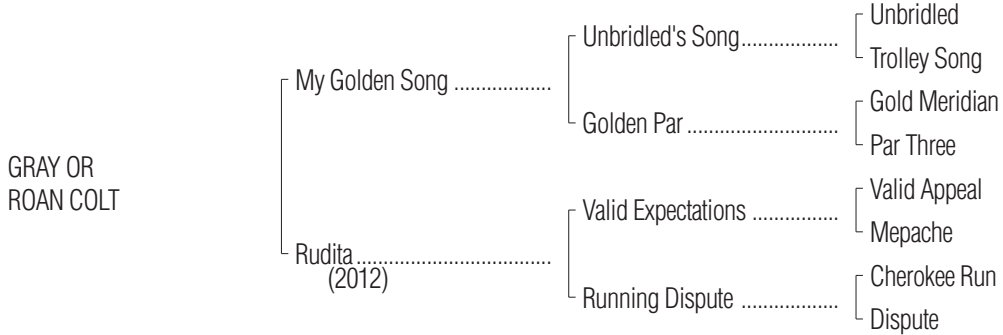 GRAY OR
ROAN COLT
My Golden Song ..................
Rudita ....................................
(2012)
Unbridled's Song..................
Golden Par ............................
Valid Expectations ................
Running Dispute ..................
Unbridled
Trolley Song
Gold Meridian
Par Three
Valid Appeal
Mepache
Cherokee Run
Dispute